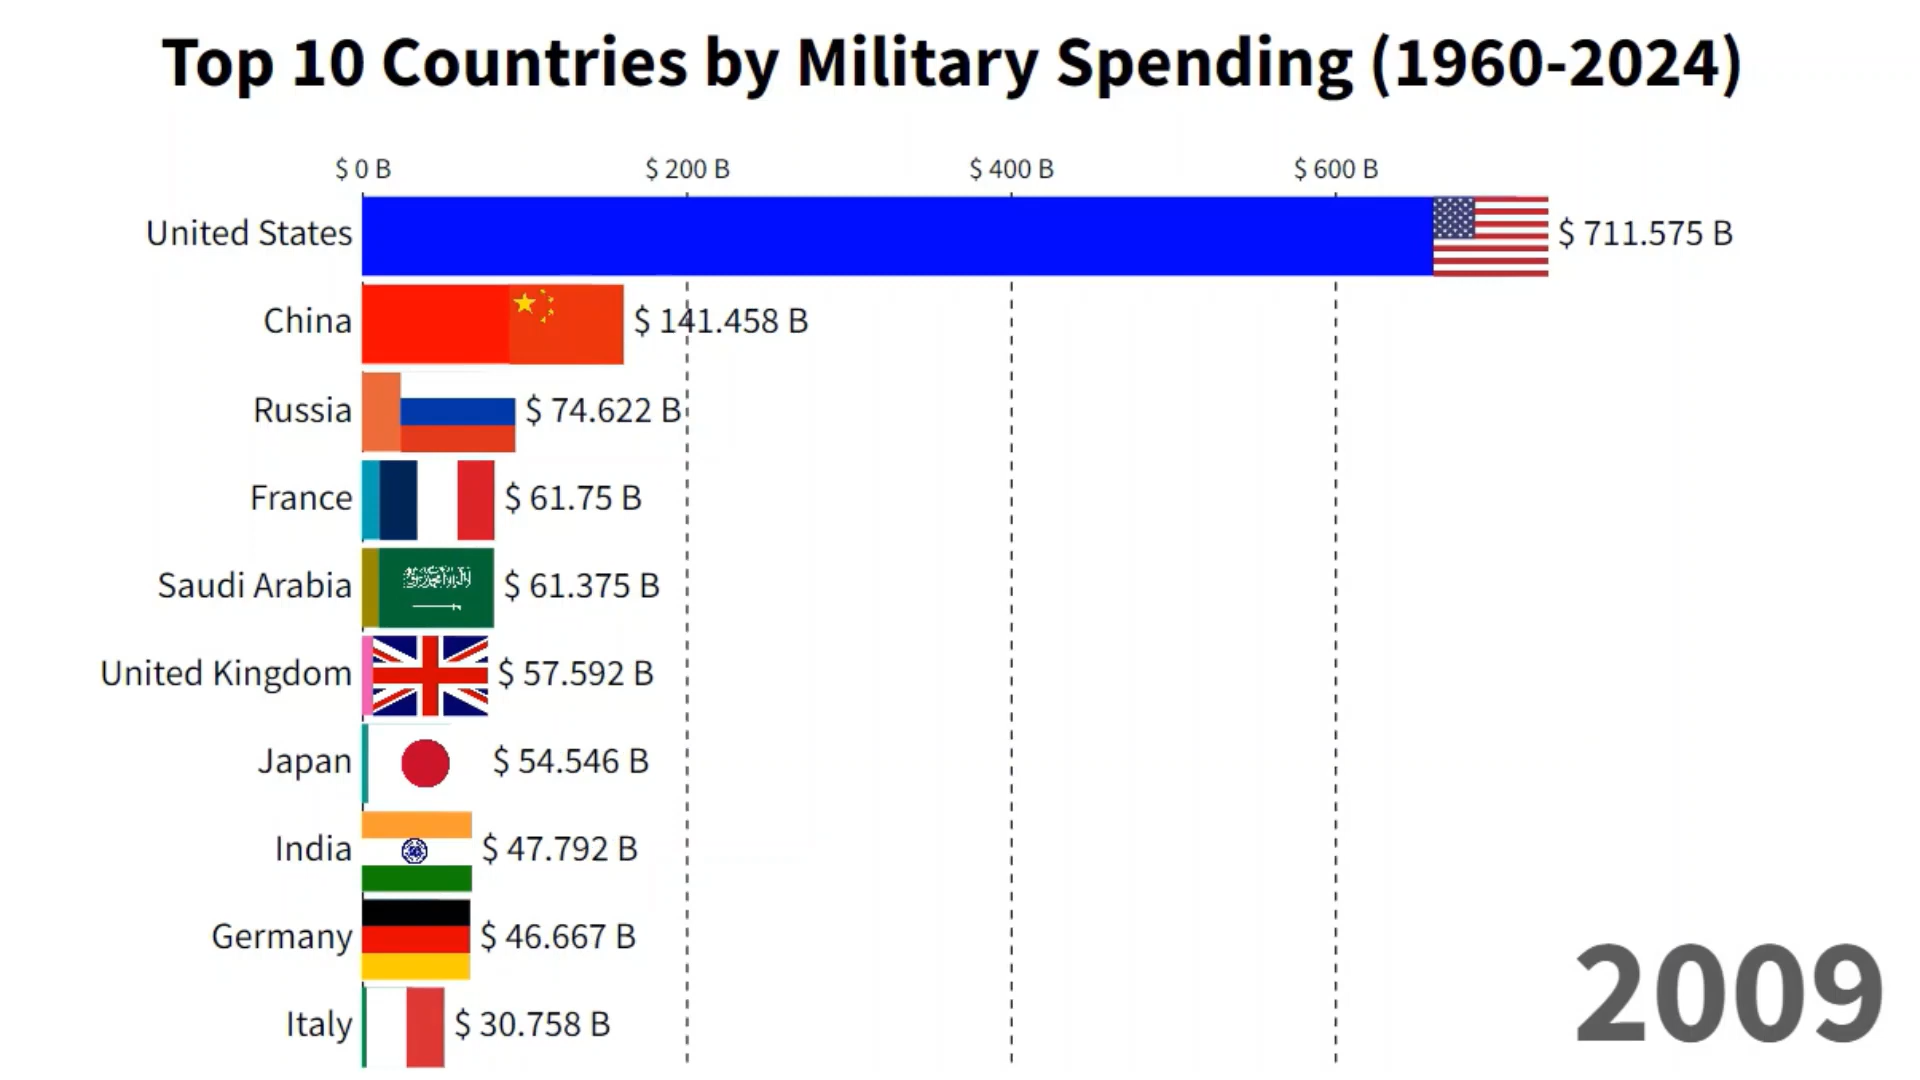 Top 10 Countries by Military Spending (1960-2024)
$ 0 B $ 200 B $ 400 B $ 600 B
United States $ 711.575 B
China $ 141.458 B
Russia $ 74.622 B
France $ 61.75 B
Saudi Arabia $ 61.375 B
United Kingdom $ 57.592 B
Japan $ 54.546 B
India $ 47.792 B
Germany $ 46.667 B
Italy $ 30.758 B
2009